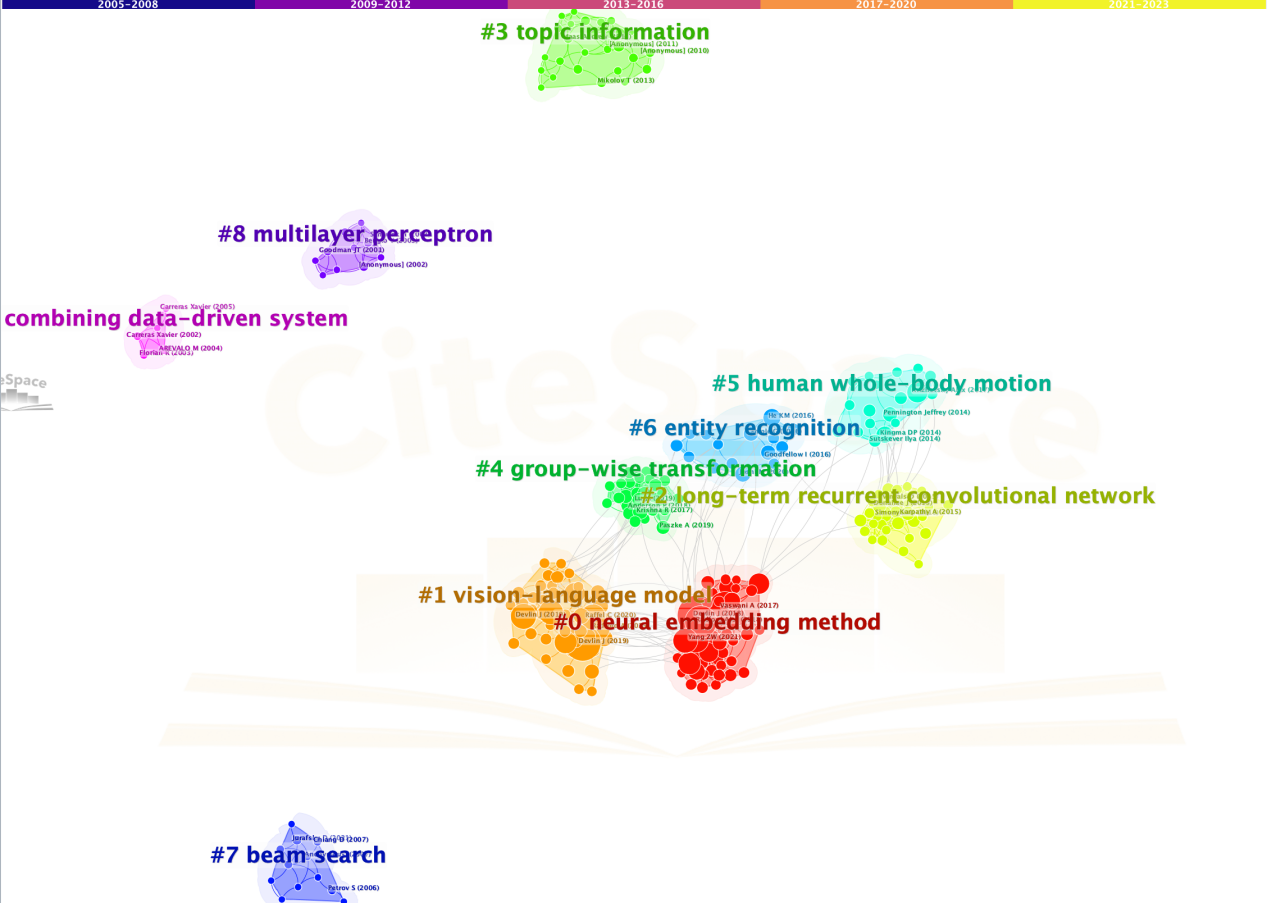 2005-2008 2009-2012 2013-2016 2017-2020 2021-2023
#3 topic information
[Anonymous] (2011)
[Anonymous] (2010)
Mikolov T (2013)
#8 multilayer perceptron
Goodman JT (2001)
[Anonymous] (2002)
Carreras Xavier (2005)
combining data-driven system
Carreras Xavier (2002)
AREVALO M (2004)
Florian R (2003)
eSpace
CiteSpace
#5 human whole-body motion
Pennington Jeffrey (2014)
Kingma DP (2014)
Sutskever Ilya (2014)
He KM (2016)
#6 entity recognition
Goodfellow I (2016)
#4 group-wise transformation
#2 long-term recurrent convolutional network
Krishna R (2017)
Karpathy A (2015)
Paszke A (2019)
#1 vision-language model
Vaswani A (2017)
Raffel C (2020)
#0 neural embedding method
Yang ZW (2021)
Devlin J (2019)
Chiang D (2007)
#7 beam search
Petrov S (2006)